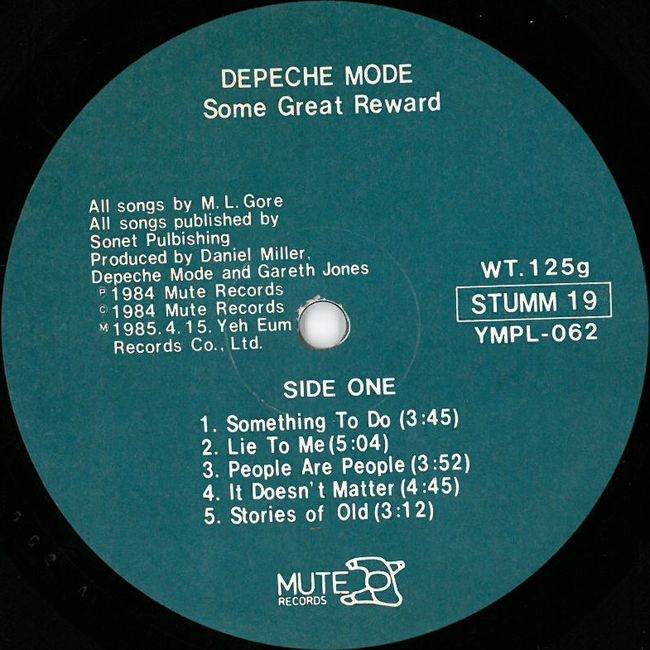 DEPECHE MODE
Some Great Reward
All songs by M. L. Gore
All songs published by
Sonet Pulbishing
Produced by Daniel Miller,
Depeche Mode and Gareth Jones
Ⓟ 1984 Mute Records
© 1984 Mute Records
Ⓜ 1985. 4. 15. Yeh Eum
Records Co., Ltd.
WT. 125g
STUMM 19
YMPL-062
SIDE ONE
1. Something To Do (3:45)
2. Lie To Me (5:04)
3. People Are People (3:52)
4. It Doesn't Matter (4:45)
5. Stories of Old (3:12)
MUTE
RECORDS